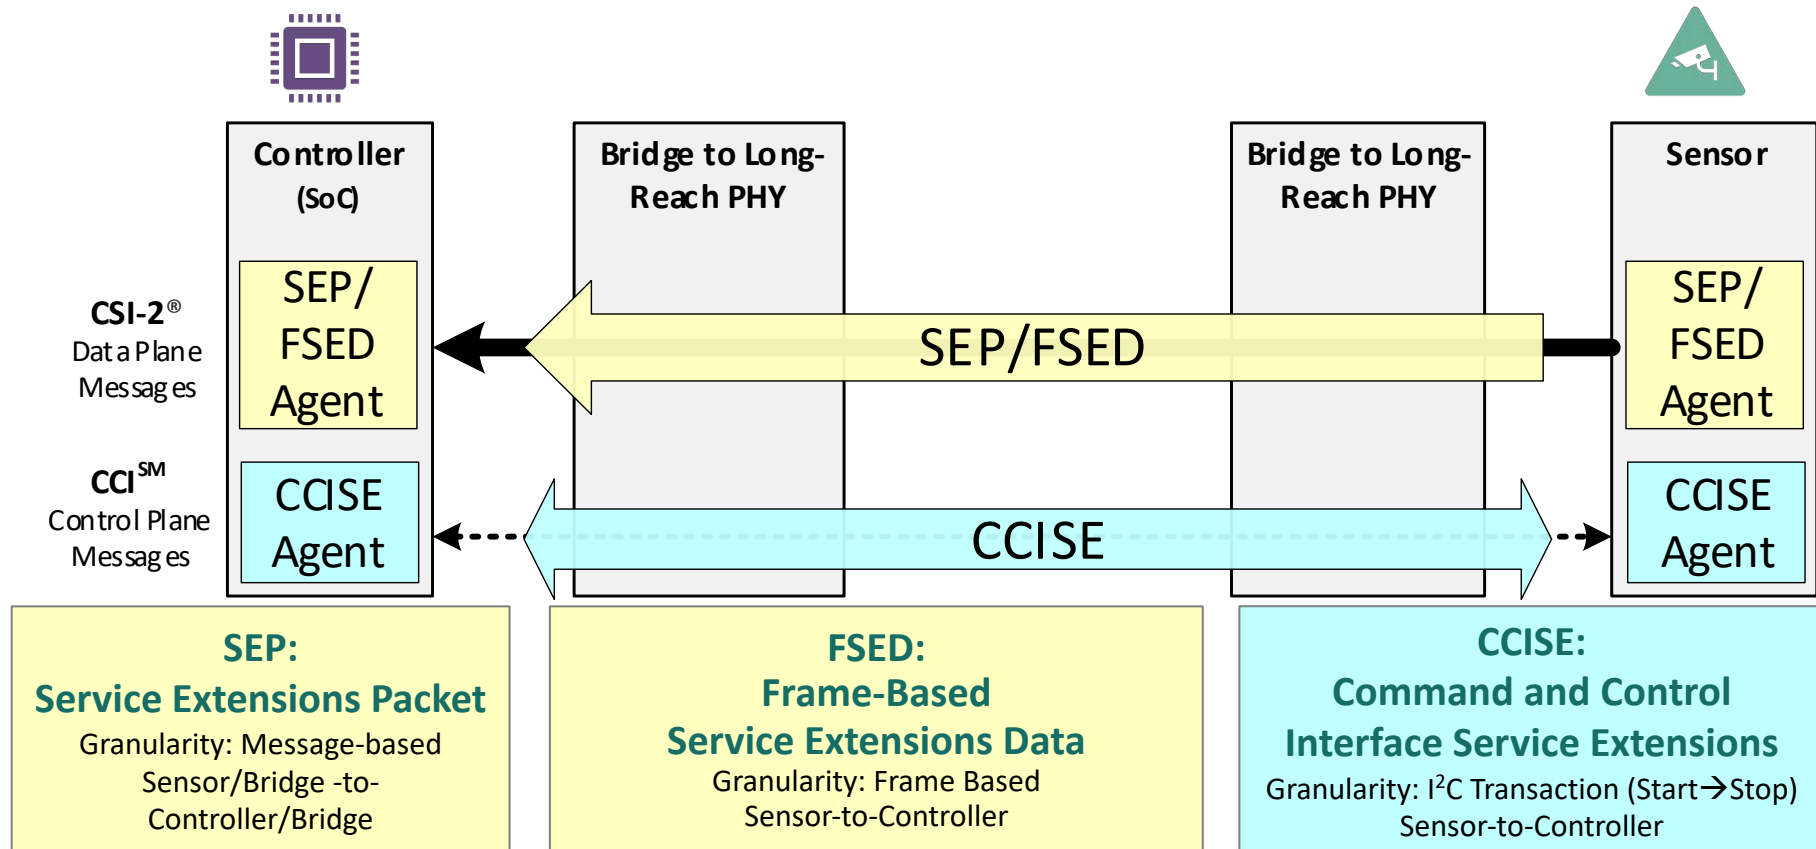 Controller
(SoC)
Bridge to Long-
Reach PHY
Bridge to Long-
Reach PHY
Sensor
CSI-2®
Data Plane
Messages
SEP/
FSED
Agent
SEP/FSED
SEP/
FSED
Agent
CCI℠
Control Plane
Messages
CCISE
Agent
CCISE
CCISE
Agent
SEP:
Service Extensions Packet
Granularity: Message-based
Sensor/Bridge -to-
Controller/Bridge
FSED:
Frame-Based
Service Extensions Data
Granularity: Frame Based
Sensor-to-Controller
CCISE:
Command and Control
Interface Service Extensions
Granularity: I²C Transaction (Start→Stop)
Sensor-to-Controller